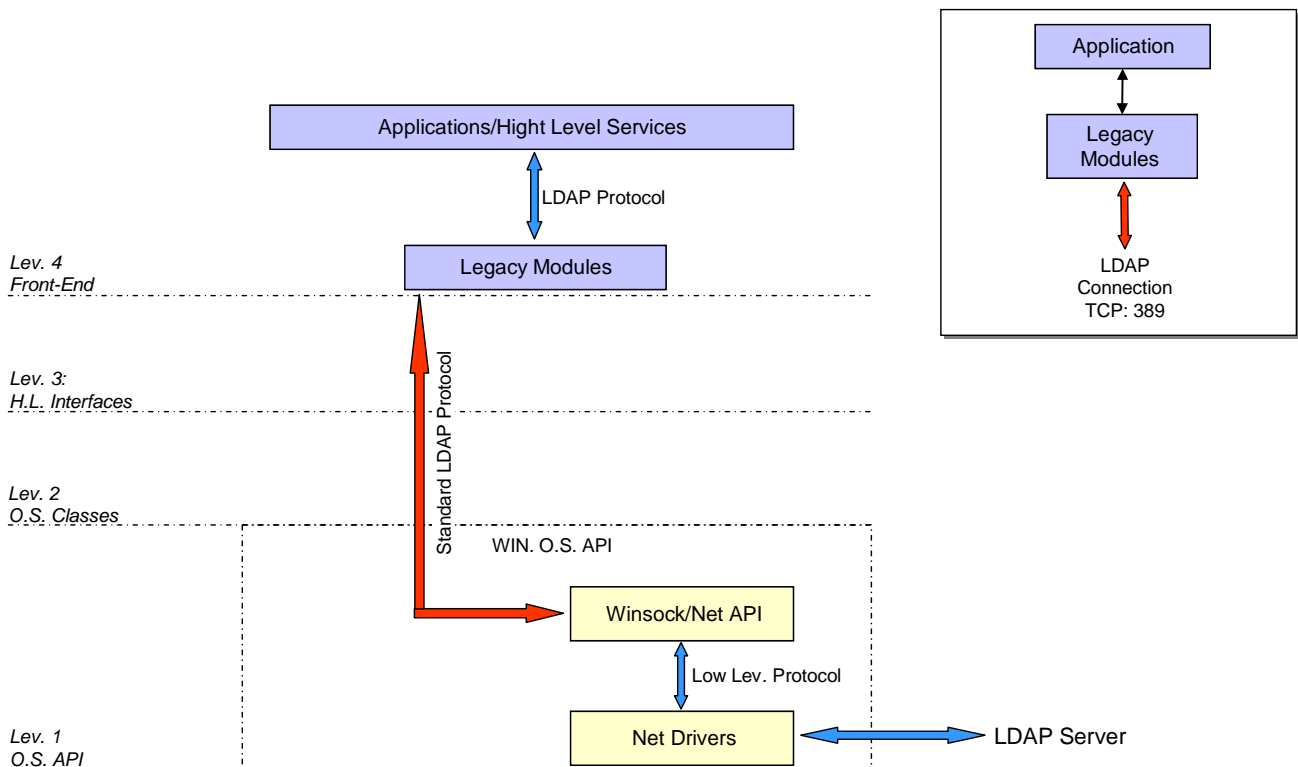 Application
Legacy
Modules
LDAP
Connection
TCP: 389
Applications/Hight Level Services
LDAP Protocol
Legacy Modules
Lev. 4
Front-End
Lev. 3:
H.L. Interfaces
Standard LDAP Protocol
Lev. 2
O.S. Classes
WIN. O.S. API
Winsock/Net API
Low Lev. Protocol
Net Drivers
LDAP Server
Lev. 1
O.S. API